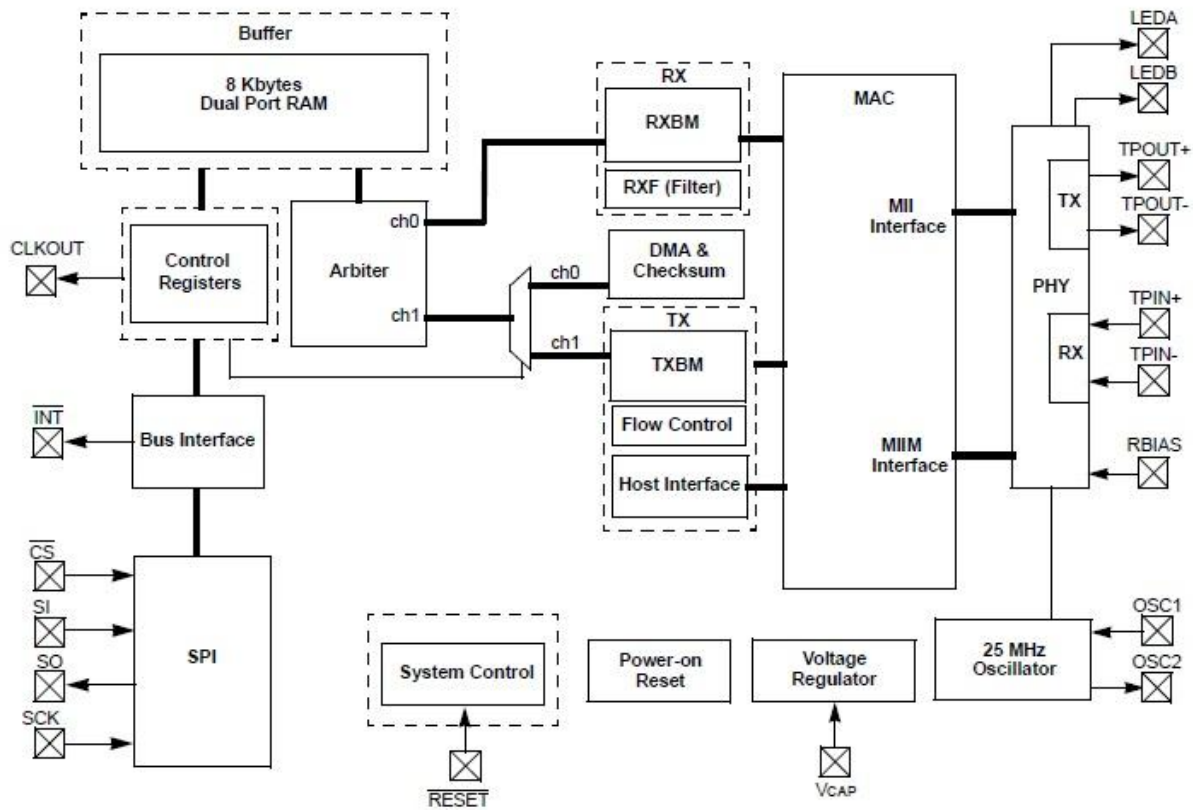 LEDA
Buffer
8 Kbytes
Dual Port RAM
RX
MAC
LEDB
RXBM
TPOUT+
RXF (Filter)
TX
MII
Interface
TPOUT-
ch0
CLKOUT
Control
Registers
Arbiter
ch0
DMA &
Checksum
PHY
ch1
TX
TPIN+
ch1
TXBM
RX
TPIN-
INT
Bus Interface
Flow Control
MIIM
Interface
RBIAS
Host Interface
CS
SI
SO
SCK
SPI
System Control
Power-on
Reset
Voltage
Regulator
25 MHz
Oscillator
OSC1
OSC2
RESET
VCAP